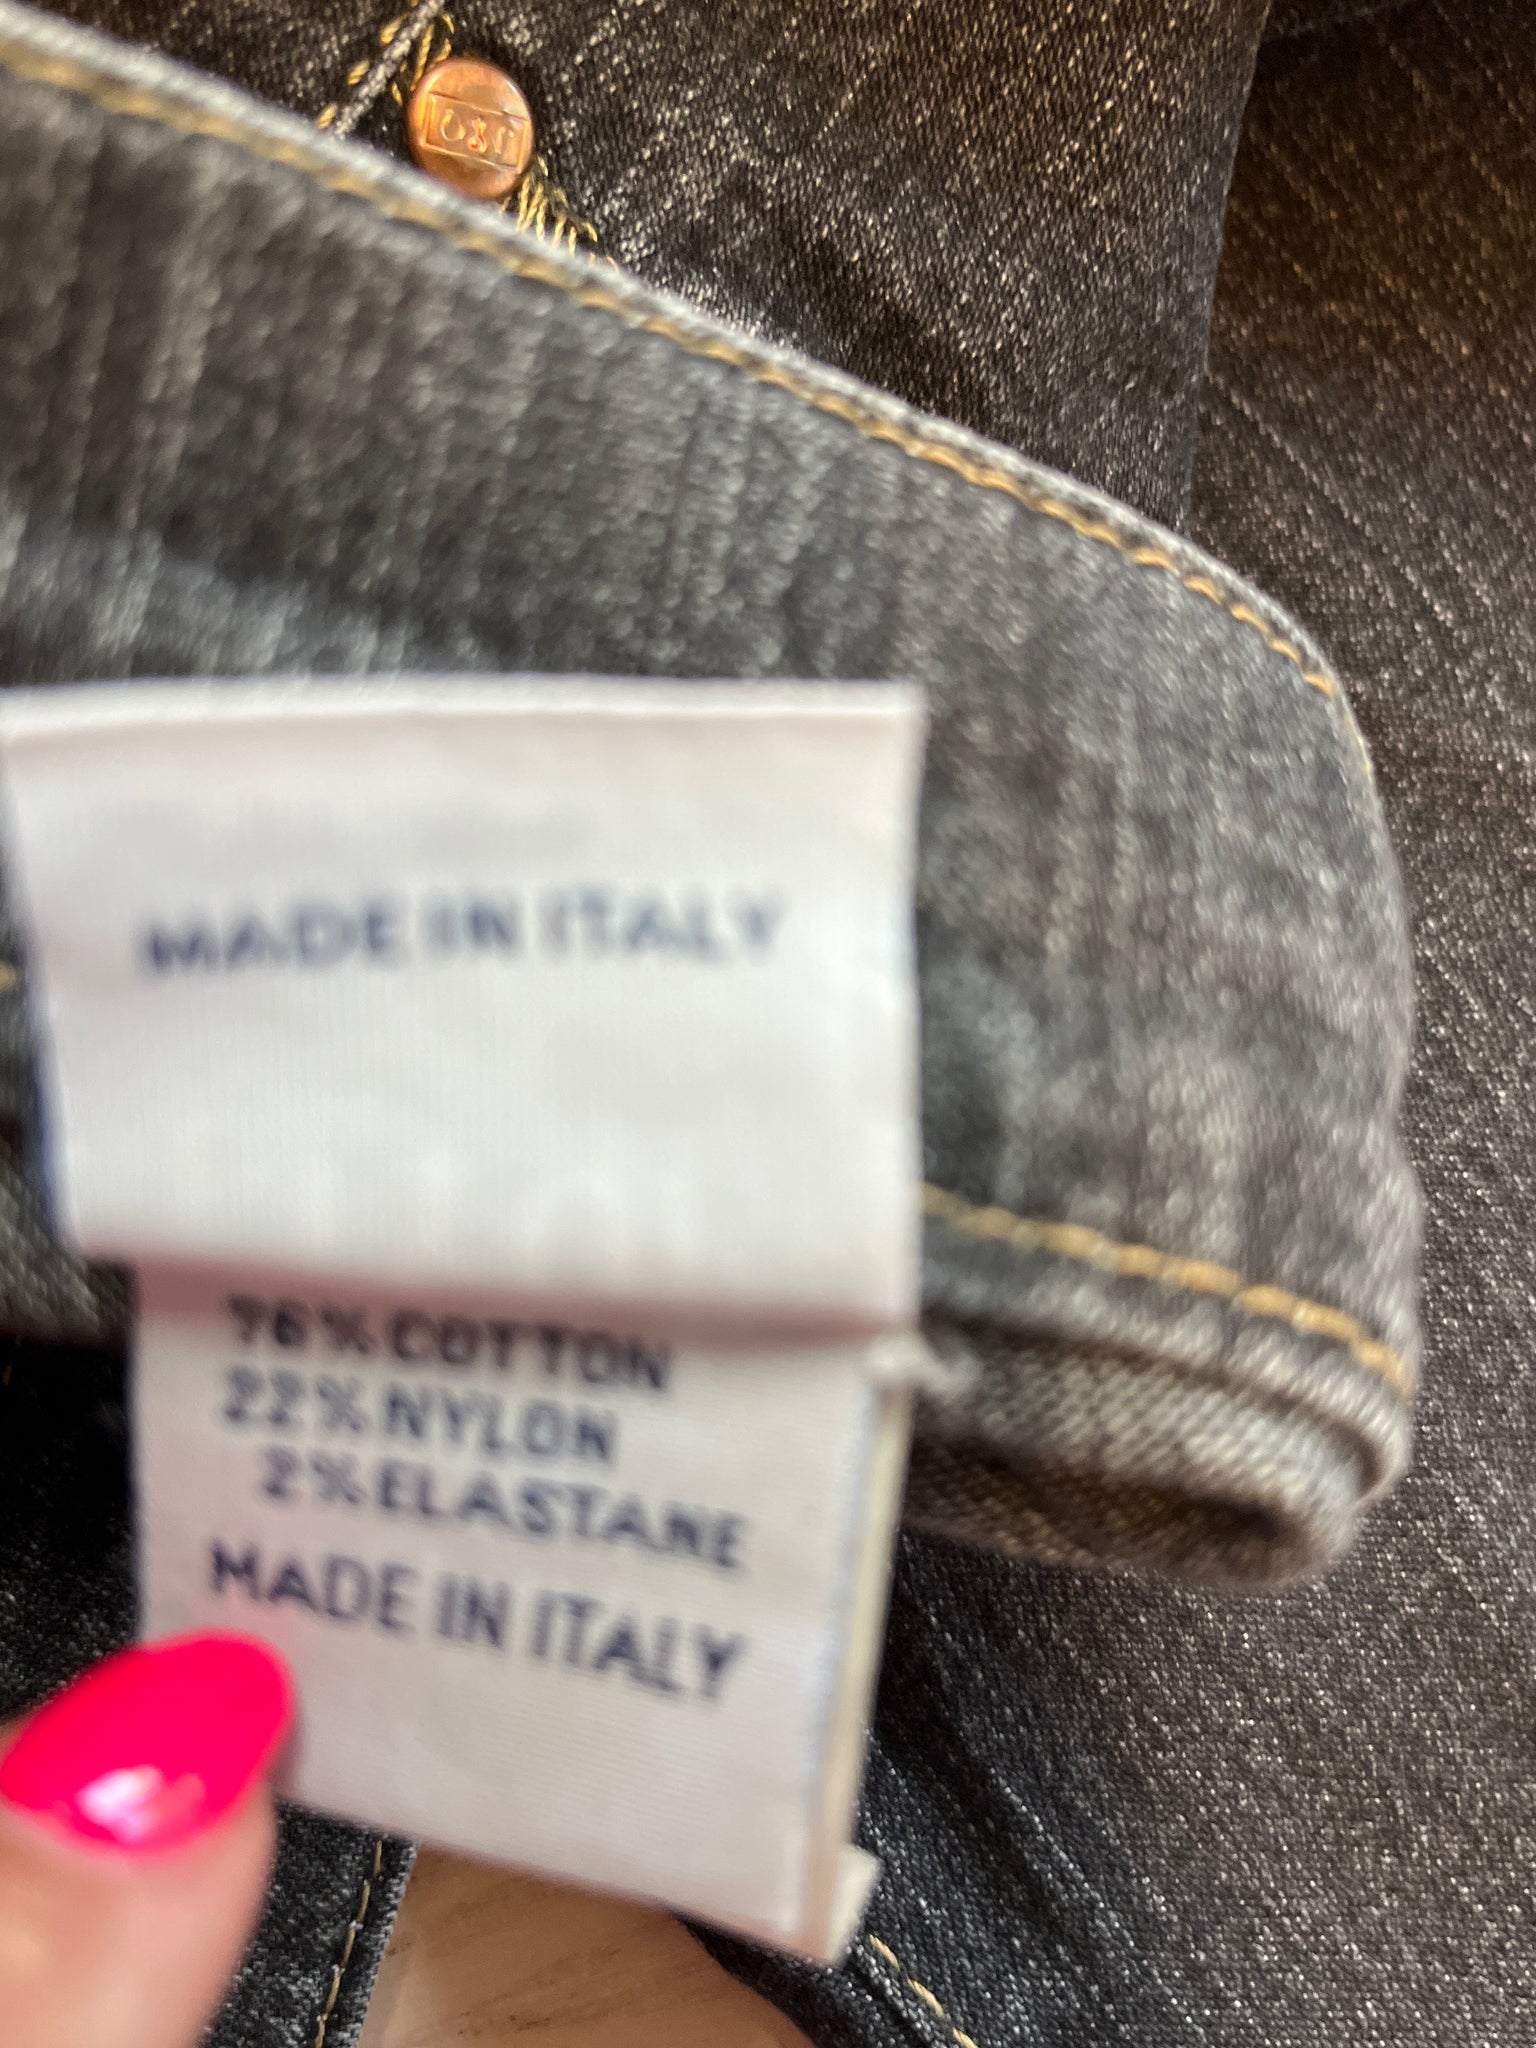 MADE IN ITALY
76% COTTON
22% NYLON
2% ELASTANE
MADE IN ITALY